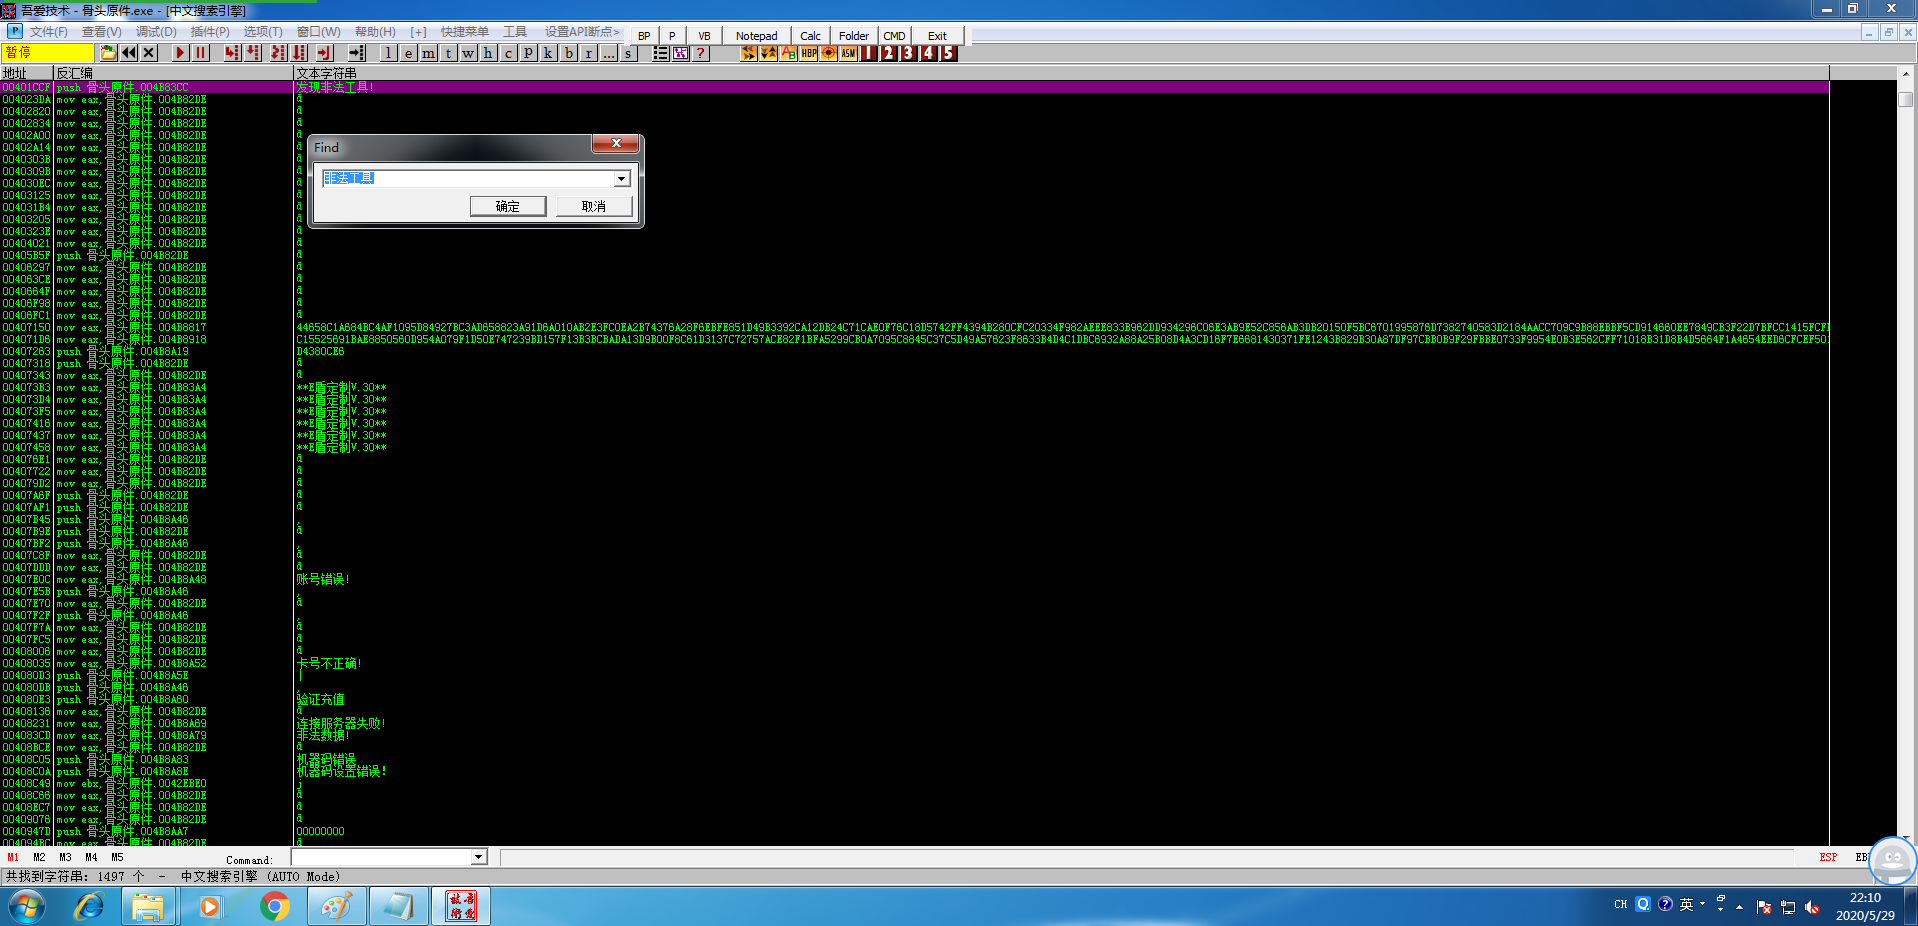 吾爱技术 - 骨头原件.exe - [中文搜索引擎]
文件(F) 查看(V) 调试(D) 插件(P) 选项(T) 窗口(W) 帮助(H) [+] 快捷菜单 工具 设置API断点> BP P VB Notepad Calc Folder CMD Exit
暂停 l e m t w h c p k b r ... s ? HBP ASM 1 2 3 4 5
地址 反汇编 文本字符串
00401CCF push 骨头原件.004B83CC 发现非法工具!
004023DA mov eax,骨头原件.004B82DE
00402820 mov eax,骨头原件.004B82DE
00402834 mov eax,骨头原件.004B82DE
00402A00 mov eax,骨头原件.004B82DE
00402A14 mov eax,骨头原件.004B82DE
0040303B mov eax,骨头原件.004B82DE
0040309B mov eax,骨头原件.004B82DE
004030EC mov eax,骨头原件.004B82DE
00403125 mov eax,骨头原件.004B82DE
004031B4 mov eax,骨头原件.004B82DE
00403205 mov eax,骨头原件.004B82DE
0040323E mov eax,骨头原件.004B82DE
00404021 mov eax,骨头原件.004B82DE
00405B5F push 骨头原件.004B82DE
00406297 mov eax,骨头原件.004B82DE
004063CE mov eax,骨头原件.004B82DE
0040664F mov eax,骨头原件.004B82DE
00406F98 mov eax,骨头原件.004B82DE
00406FC1 mov eax,骨头原件.004B82DE
00407150 mov eax,骨头原件.004B8817
004071D6 mov eax,骨头原件.004B8918
00407263 push 骨头原件.004B8A19 D4380CE6
00407318 push 骨头原件.004B82DE
00407343 mov eax,骨头原件.004B82DE
004073B3 mov eax,骨头原件.004B83A4 **E盾定制V.30**
004073D4 mov eax,骨头原件.004B83A4 **E盾定制V.30**
004073F5 mov eax,骨头原件.004B83A4 **E盾定制V.30**
00407416 mov eax,骨头原件.004B83A4 **E盾定制V.30**
00407437 mov eax,骨头原件.004B83A4 **E盾定制V.30**
00407458 mov eax,骨头原件.004B83A4 **E盾定制V.30**
004076E1 mov eax,骨头原件.004B82DE
00407722 mov eax,骨头原件.004B82DE
004079D2 mov eax,骨头原件.004B82DE
00407A6F push 骨头原件.004B82DE
00407AF1 push 骨头原件.004B82DE
00407B45 push 骨头原件.004B8A46
00407B9E push 骨头原件.004B82DE
00407BF2 push 骨头原件.004B8A46
00407C8F mov eax,骨头原件.004B82DE
00407DDD mov eax,骨头原件.004B82DE
00407E0C mov eax,骨头原件.004B8A48 账号错误!
00407E5B push 骨头原件.004B8A46
00407E70 mov eax,骨头原件.004B82DE
00407F2F push 骨头原件.004B8A46
00407F7A mov eax,骨头原件.004B82DE
00407FC5 mov eax,骨头原件.004B82DE
00408006 mov eax,骨头原件.004B82DE
00408035 mov eax,骨头原件.004B8A52 卡号不正确!
004080D3 push 骨头原件.004B8A5E |
004080DB push 骨头原件.004B8A46
004080E3 push 骨头原件.004B8A60 验证充值
00408136 mov eax,骨头原件.004B82DE
00408231 mov eax,骨头原件.004B8A69 连接服务器失败!
004083CD mov eax,骨头原件.004B8A79 非法数据!
00408BCE mov eax,骨头原件.004B82DE
00408C05 push 骨头原件.004B8A83 机器码错误
00408C0A push 骨头原件.004B8A8E 机器码设置错误!
00408C49 mov ebx,骨头原件.0042EBE0 j
00408C66 mov eax,骨头原件.004B82DE
00408EC7 mov eax,骨头原件.004B82DE
00409076 mov eax,骨头原件.004B82DE
0040947D push 骨头原件.004B8AA7 00000000
004094BC mov eax,骨头原件.004B82DE
Find
非法工具
确定 取消
M1 M2 M3 M4 M5 Command: ESP
共找到字符串: 1497 个 - 中文搜索引擎 (AUTO Mode)
CH 英 22:10
2020/5/29